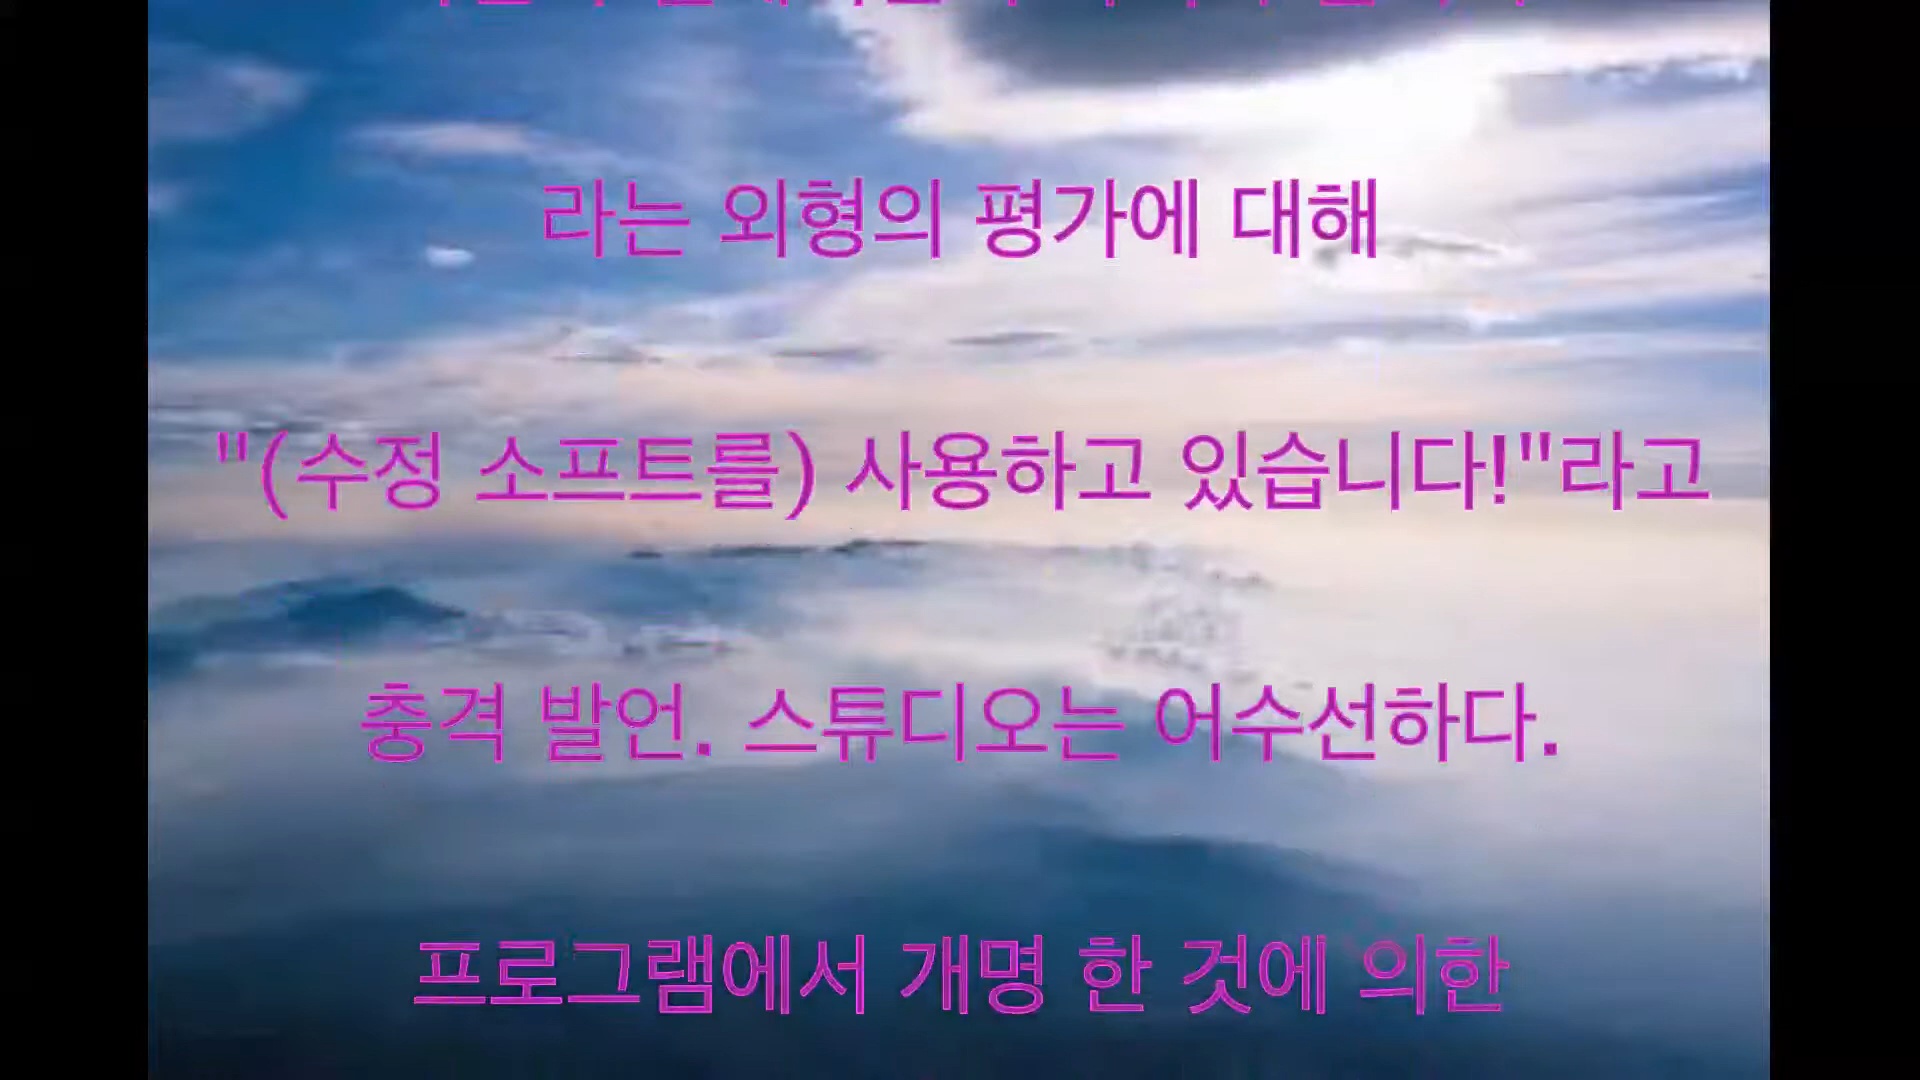 라는 외형의 평가에 대해
"(수정 소프트를) 사용하고 있습니다!"라고
충격 발언. 스튜디오는 어수선하다.
프로그램에서 개명 한 것에 의한